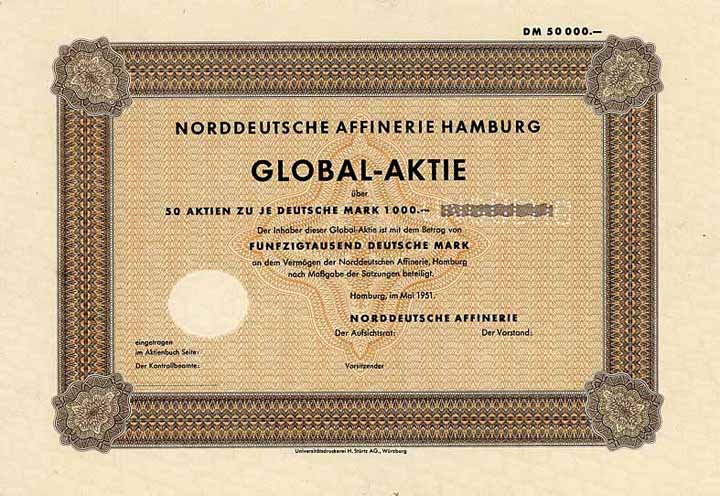 DM 50 000.—
NORDDEUTSCHE AFFINERIE HAMBURG
GLOBAL-AKTIE
über
50 AKTIEN ZU JE DEUTSCHE MARK 1000.—
Der Inhaber dieser Global-Aktie ist mit dem Betrag von
FÜNFZIGTAUSEND DEUTSCHE MARK
an dem Vermögen der Norddeutschen Affinerie, Hamburg
nach Maßgabe der Satzungen beteiligt.
Hamburg, im Mai 1951.
NORDDEUTSCHE AFFINERIE
Der Aufsichtsrat: Der Vorstand:
eingetragen
im Aktienbuch Seite:
Der Kontrollbeamte: Vorsitzender
Universitätsdruckerei H. Stürtz AG., Würzburg